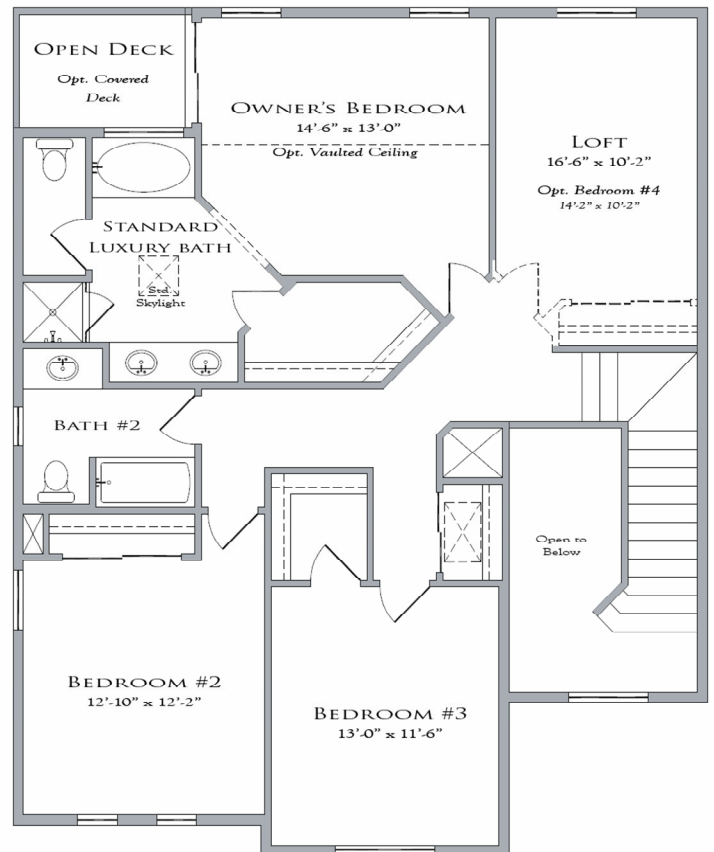 OPEN DECK
Opt. Covered
Deck
OWNER'S BEDROOM
14'-6" x 13'-0"
Opt. Vaulted Ceiling
LOFT
16'-6" x 10'-2"
Opt. Bedroom #4
14'-2" x 10'-2"
STANDARD
LUXURY BATH
Std.
Skylight
BATH #2
Open to
Below
BEDROOM #2
12'-10" x 12'-2"
BEDROOM #3
13'-0" x 11'-6"